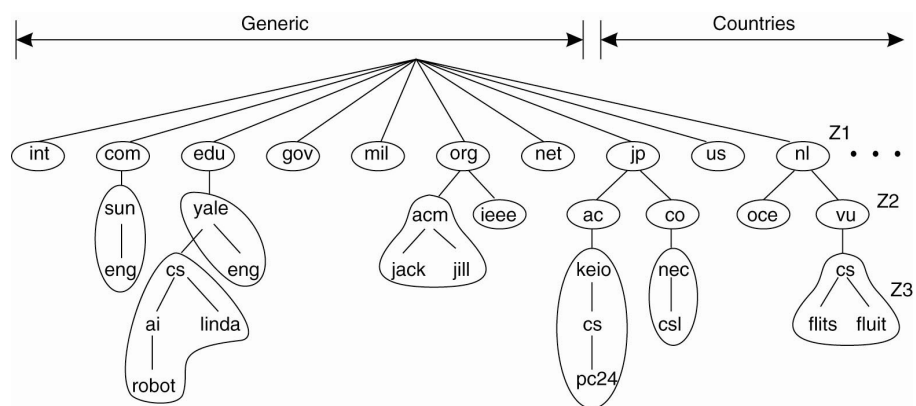 Generic Countries
Z1
int com edu gov mil org net jp us nl • • •
Z2
sun yale acm ieee ac co oce vu
eng cs eng jack jill keio nec cs
Z3
ai linda cs csl flits fluit
robot pc24